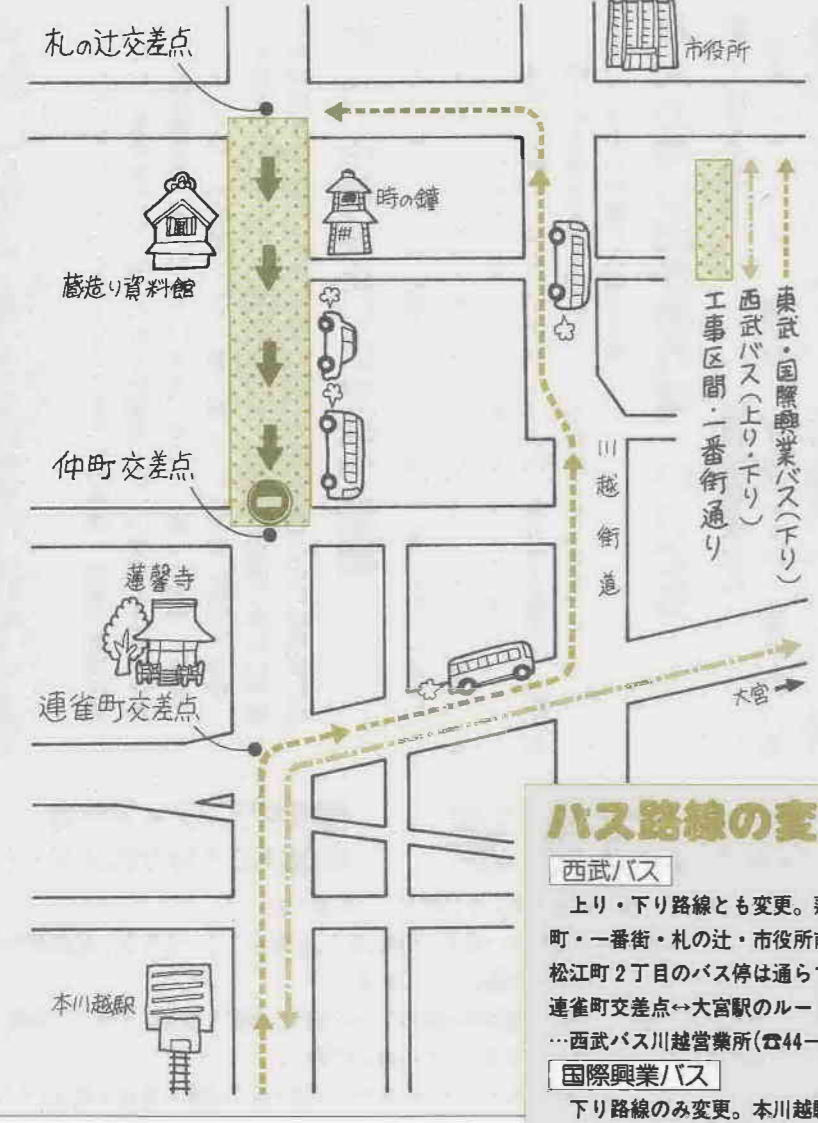 札の辻交差点
市役所
時の鐘
蔵造り資料館
仲町交差点
川越街道
東武・国際興業バス(下り)
西武バス(上り・下り)
工事区間・一番街通り
蓮馨寺
連雀町交差点
大宮→
本川越駅
バス路線の変
西武バス
上り・下り路線とも変更。
町・一番街・札の辻・市役所
松江町2丁目のバス停は通ら
連雀町交差点↔大宮駅のルー
…西武バス川越営業所(☎44-
国際興業バス
下り路線のみ変更。本川越